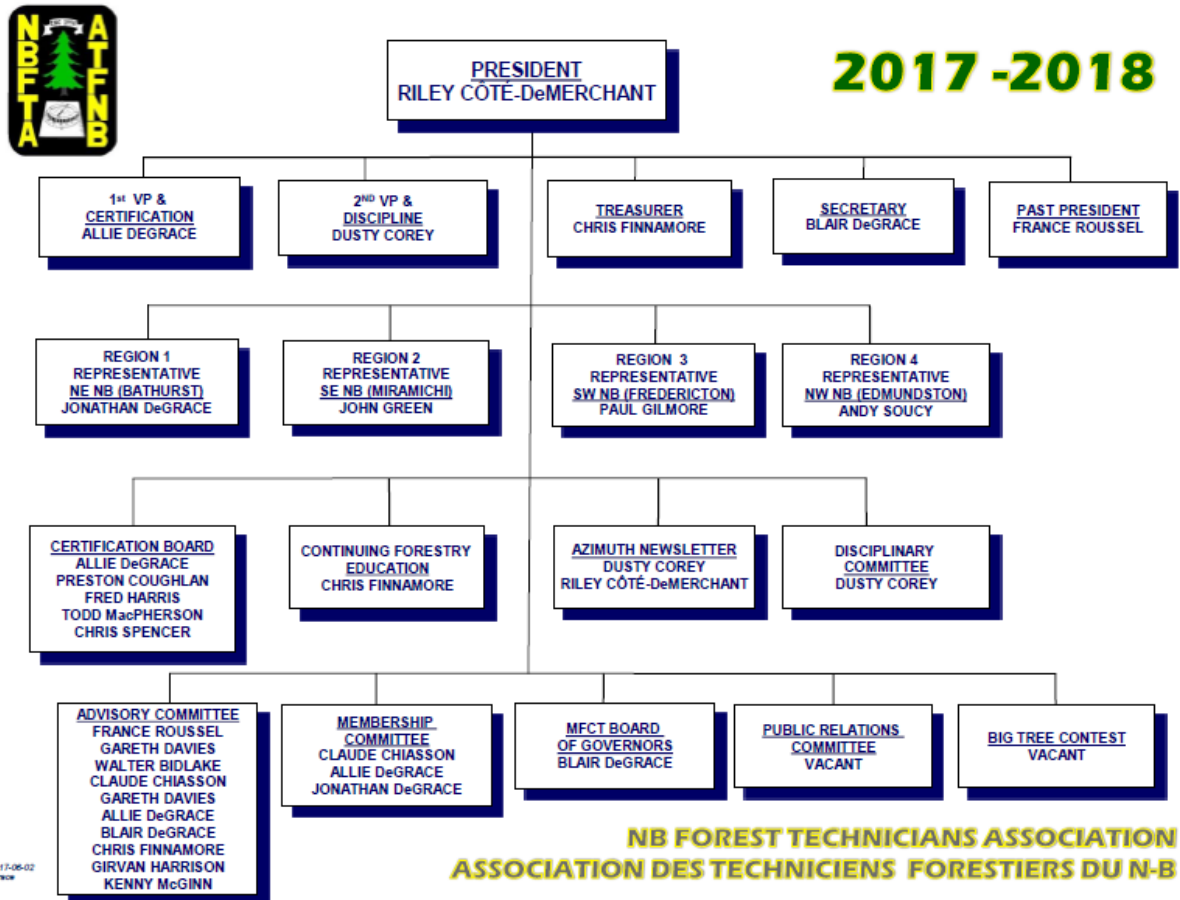 NBFTA
ATFNB
2017 -2018
PRESIDENT
RILEY CÔTÉ-DeMERCHANT
1st VP &
CERTIFICATION
ALLIE DEGRACE
2ND VP &
DISCIPLINE
DUSTY COREY
TREASURER
CHRIS FINNAMORE
SECRETARY
BLAIR DeGRACE
PAST PRESIDENT
FRANCE ROUSSEL
REGION 1
REPRESENTATIVE
NE NB (BATHURST)
JONATHAN DeGRACE
REGION 2
REPRESENTATIVE
SE NB (MIRAMICHI)
JOHN GREEN
REGION 3
REPRESENTATIVE
SW NB (FREDERICTON)
PAUL GILMORE
REGION 4
REPRESENTATIVE
NW NB (EDMUNDSTON)
ANDY SOUCY
CERTIFICATION BOARD
ALLIE DeGRACE
PRESTON COUGHLAN
FRED HARRIS
TODD MacPHERSON
CHRIS SPENCER
CONTINUING FORESTRY
EDUCATION
CHRIS FINNAMORE
AZIMUTH NEWSLETTER
DUSTY COREY
RILEY CÔTÉ-DeMERCHANT
DISCIPLINARY
COMMITTEE
DUSTY COREY
ADVISORY COMMITTEE
FRANCE ROUSSEL
GARETH DAVIES
WALTER BIDLAKE
CLAUDE CHIASSON
GARETH DAVIES
ALLIE DeGRACE
BLAIR DeGRACE
CHRIS FINNAMORE
GIRVAN HARRISON
KENNY McGINN
MEMBERSHIP
COMMITTEE
CLAUDE CHIASSON
ALLIE DeGRACE
JONATHAN DeGRACE
MFCT BOARD
OF GOVERNORS
BLAIR DeGRACE
PUBLIC RELATIONS
COMMITTEE
VACANT
BIG TREE CONTEST
VACANT
NB FOREST TECHNICIANS ASSOCIATION
ASSOCIATION DES TECHNICIENS FORESTIERS DU N-B
17-06-02